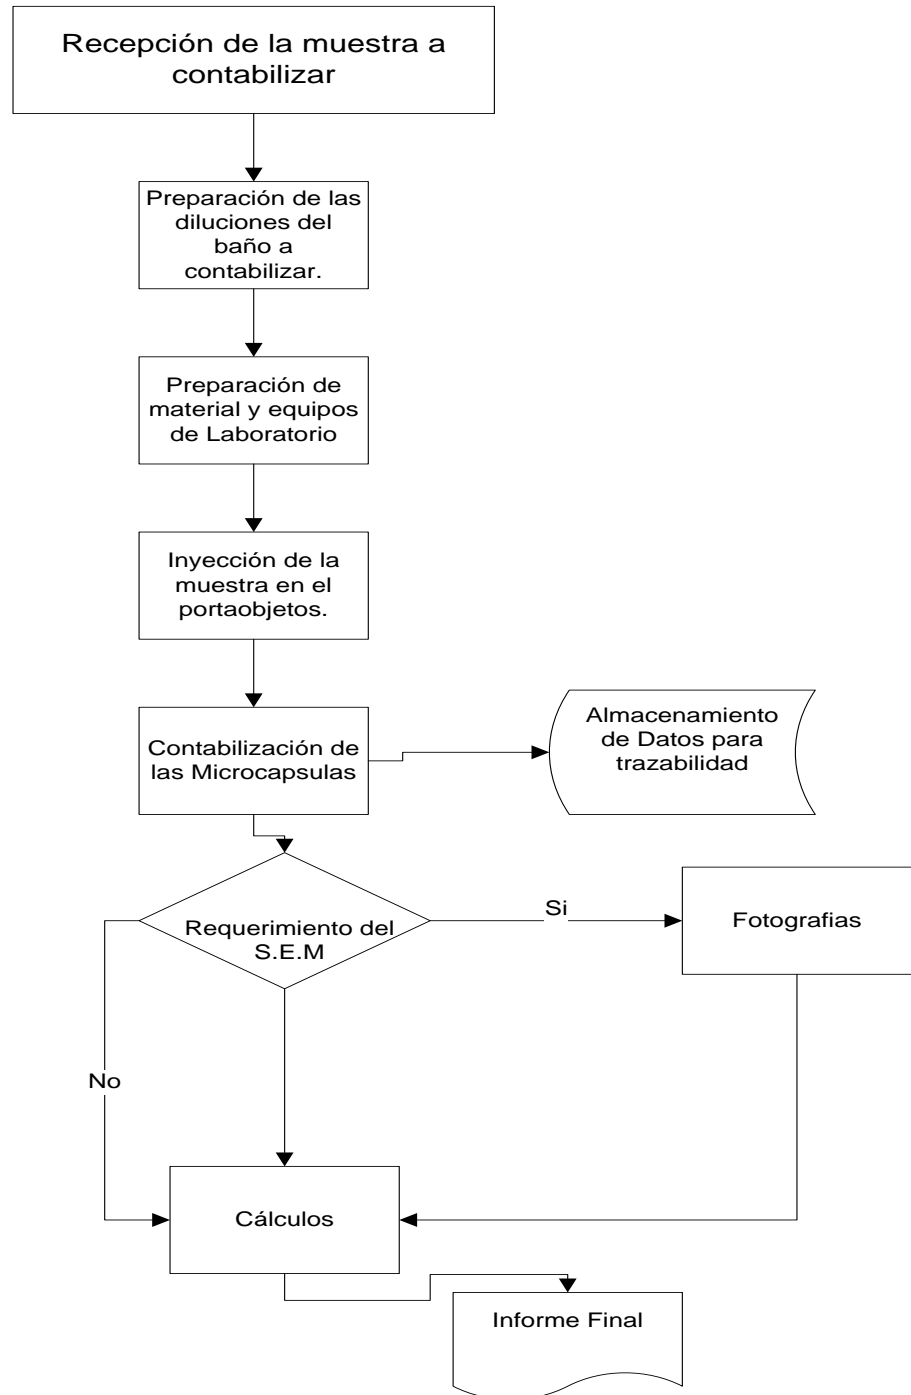 Recepción de la muestra a
contabilizar
Preparación de las
diluciones del
baño a
contabilizar.
Preparación de
material y equipos
de Laboratorio
Inyección de la
muestra en el
portaobjetos.
Contabilización de
las Microcapsulas
Almacenamiento
de Datos para
trazabilidad
Requerimiento del
S.E.M
Si
Fotografias
No
Cálculos
Informe Final